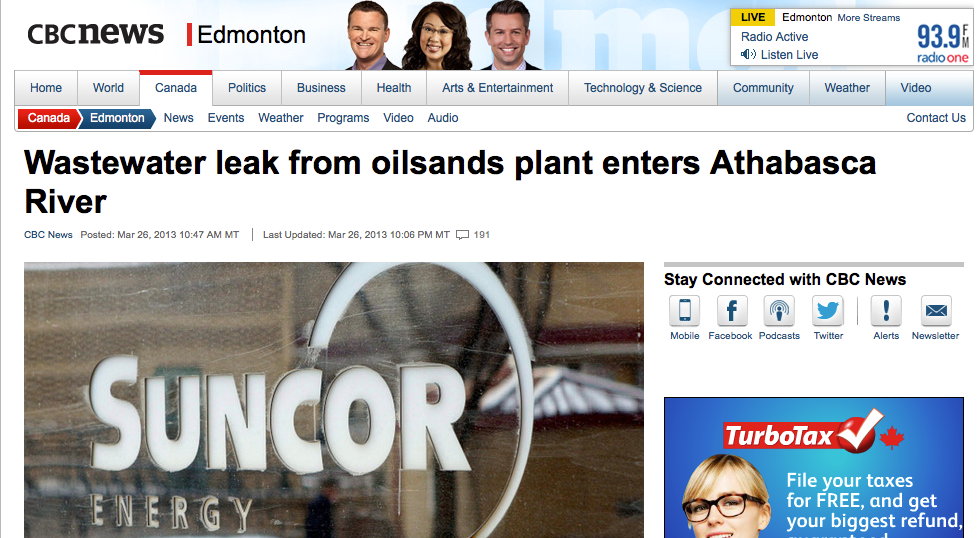 CBCnews Edmonton
LIVE Edmonton More Streams
Radio Active
Listen Live
93.9 FM
radio one
Home World Canada Politics Business Health Arts & Entertainment Technology & Science Community Weather Video
Canada Edmonton News Events Weather Programs Video Audio Contact Us
Wastewater leak from oilsands plant enters Athabasca
River
CBC News Posted: Mar 26, 2013 10:47 AM MT Last Updated: Mar 26, 2013 10:06 PM MT 191
SUNCOR
ENERGY
Stay Connected with CBC News
Mobile Facebook Podcasts Twitter Alerts Newsletter
TurboTax
File your taxes
for FREE, and get
your biggest refund,